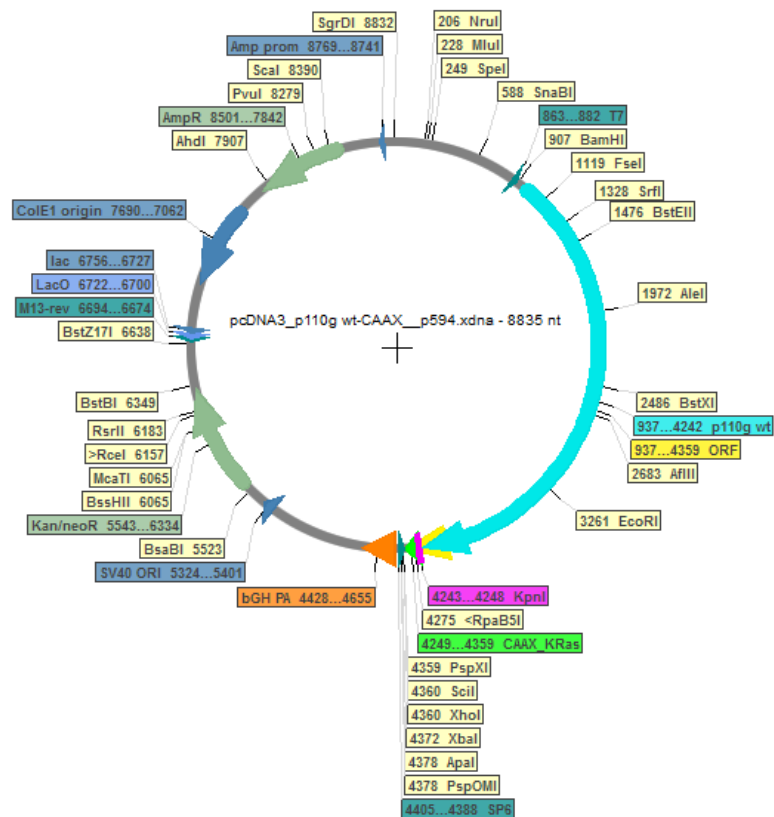 SgrDI 8832
Amp prom 8769...8741
ScaI 8390
PvuI 8279
AmpR 8501...7842
AhdI 7907
ColE1 origin 7690...7062
lac 6756...6727
LacO 6722...6700
M13-rev 6694...6674
BstZ17I 6638
BstBI 6349
RsrII 6183
>RceI 6157
McaTI 6065
BssHII 6065
Kan/neoR 5543...6334
BsaBI 5523
SV40 ORI 5324...5401
bGH PA 4428...4655
206 NruI
228 MluI
249 SpeI
588 SnaBI
863...882 T7
907 BamHI
1119 FseI
1328 SrfI
1476 BstEII
1972 AleI
pcDNA3_p110g wt-CAAX__p594.xdna - 8835 nt
2486 BstXI
937...4242 p110g wt
937...4359 ORF
2683 AflII
3261 EcoRI
4243...4248 KpnI
4275 <RpaB5I
4249...4359 CAAX_KRas
4359 PspXI
4360 SciI
4360 XhoI
4372 XbaI
4378 ApaI
4378 PspOMI
4405...4388 SP6